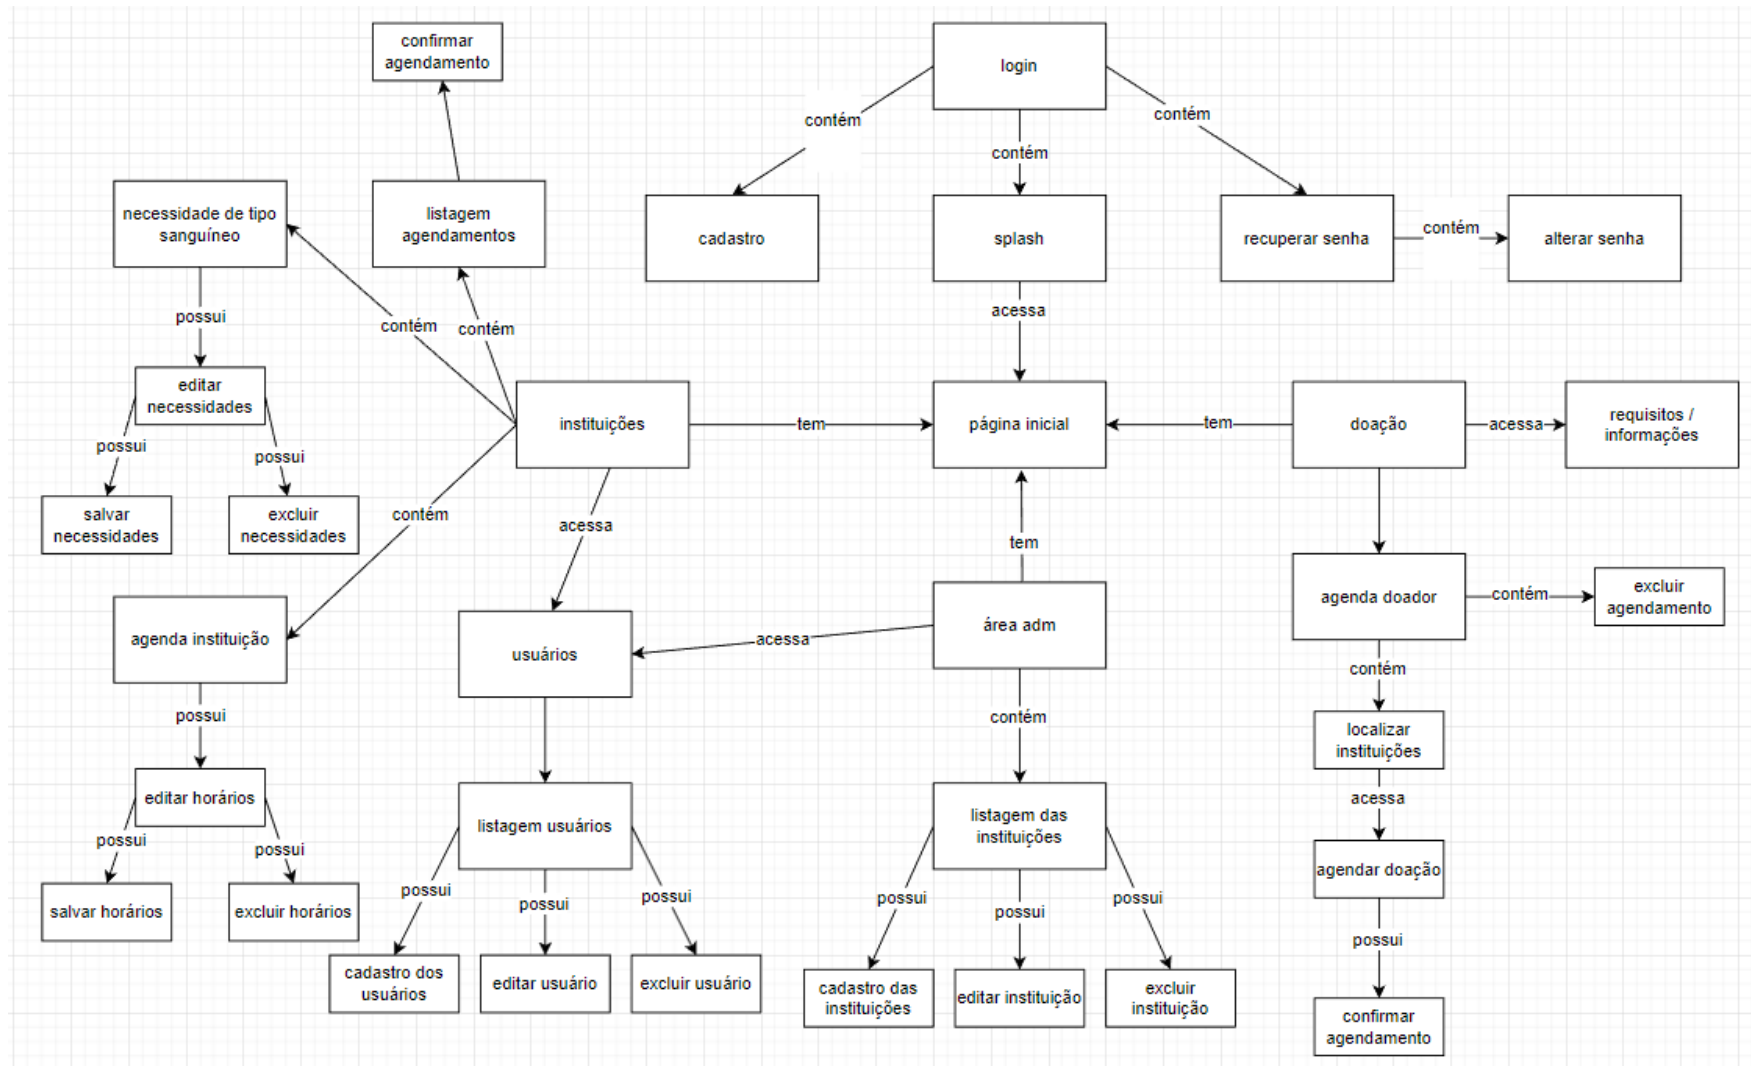 confirmar
agendamento
login
contém
contém
contém
necessidade de tipo
sanguíneo
listagem
agendamentos
cadastro
splash
recuperar senha
contém
alterar senha
possui
contém
contém
acessa
editar
necessidades
instituições
tem
página inicial
tem
doação
acessa
requisitos /
informações
possui
possui
salvar
necessidades
excluir
necessidades
contém
acessa
tem
agenda instituição
usuários
acessa
área adm
agenda doador
contém
excluir
agendamento
possui
contém
contém
localizar
instituições
editar horários
listagem usuários
listagem das
instituições
acessa
possui
possui
agendar doação
salvar horários
excluir horários
possui
possui
possui
possui
possui
possui
possui
cadastro dos
usuários
editar usuário
excluir usuário
cadastro das
instituições
editar instituição
excluir
instituição
confirmar
agendamento